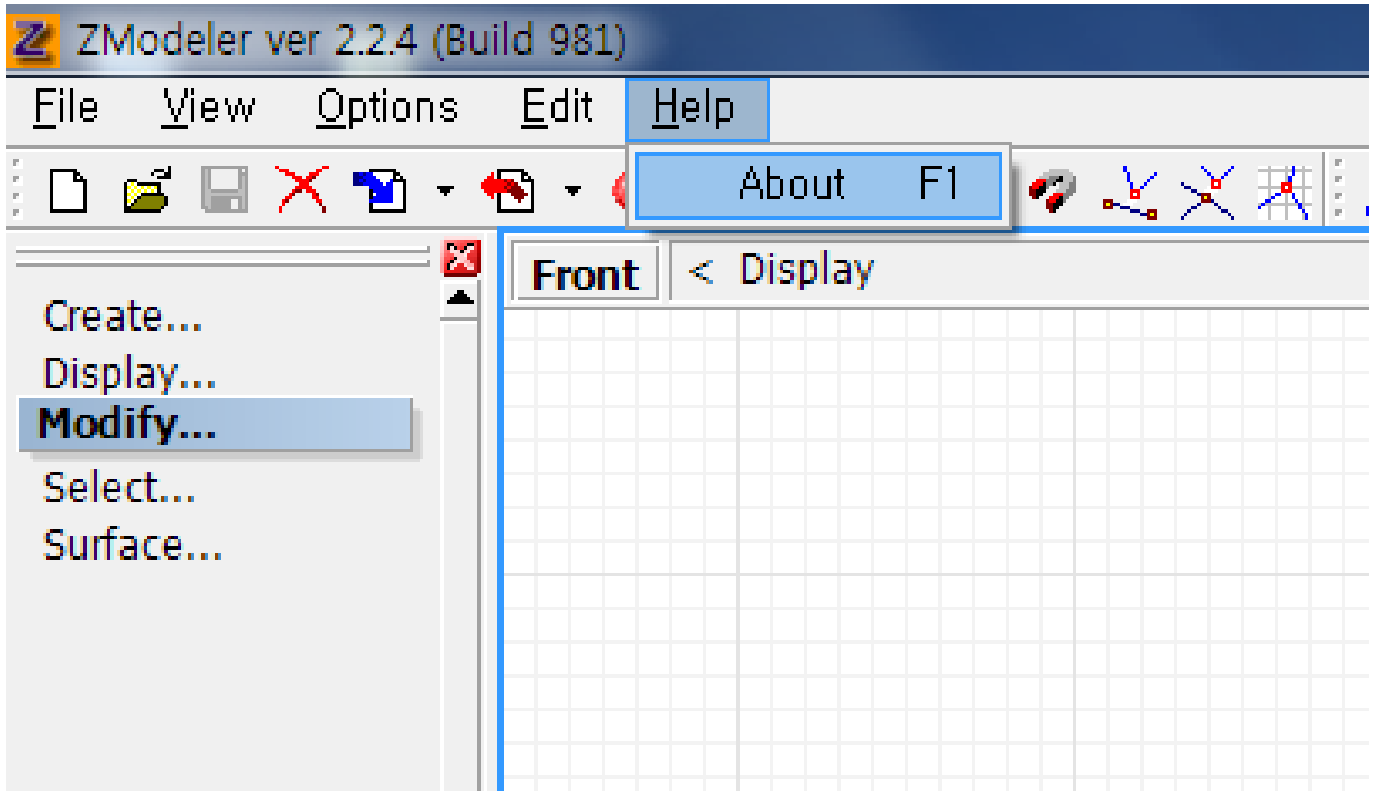 ZModeler ver 2.2.4 (Build 981)
File View Options Edit Help
About F1
Front < Display
Create...
Display...
Modify...
Select...
Surface...